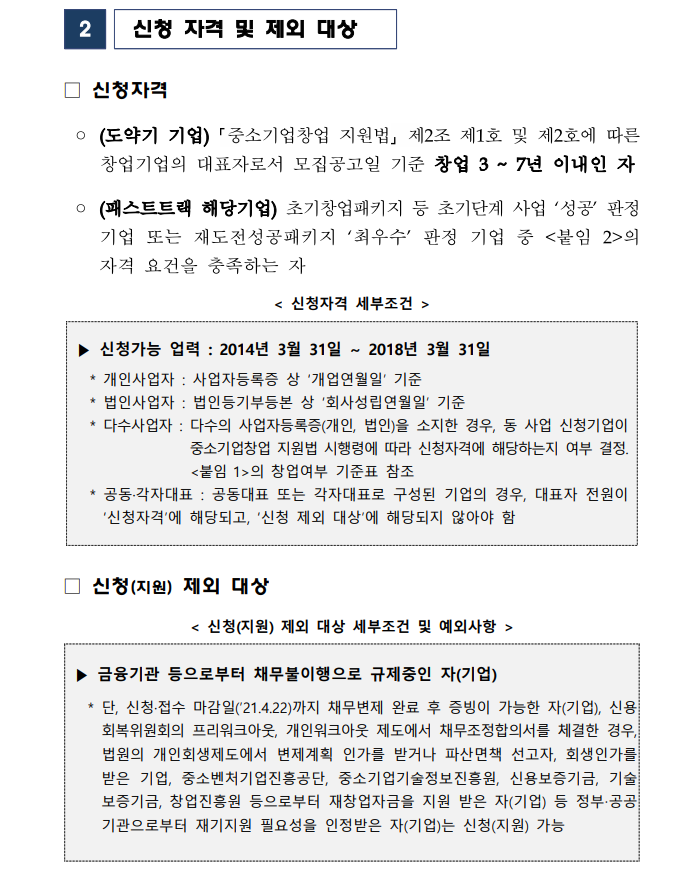 2 신청 자격 및 제외 대상
□ 신청자격
○ (도약기 기업) 「중소기업창업 지원법」 제2조 제1호 및 제2호에 따른
창업기업의 대표자로서 모집공고일 기준 창업 3 ~ 7년 이내인 자
○ (패스트트랙 해당기업) 초기창업패키지 등 초기단계 사업 ‘성공’ 판정
기업 또는 재도전성공패키지 ‘최우수’ 판정 기업 중 <붙임 2>의
자격 요건을 충족하는 자
< 신청자격 세부조건 >
▶ 신청가능 업력 : 2014년 3월 31일 ~ 2018년 3월 31일
* 개인사업자 : 사업자등록증 상 ‘개업연월일’ 기준
* 법인사업자 : 법인등기부등본 상 ‘회사성립연월일’ 기준
* 다수사업자 : 다수의 사업자등록증(개인, 법인)을 소지한 경우, 동 사업 신청기업이
중소기업창업 지원법 시행령에 따라 신청자격에 해당하는지 여부 결정.
<붙임 1>의 창업여부 기준표 참조
* 공동·각자대표 : 공동대표 또는 각자대표로 구성된 기업의 경우, 대표자 전원이
‘신청자격’에 해당되고, ‘신청 제외 대상’에 해당되지 않아야 함
□ 신청(지원) 제외 대상
< 신청(지원) 제외 대상 세부조건 및 예외사항 >
▶ 금융기관 등으로부터 채무불이행으로 규제중인 자(기업)
* 단, 신청·접수 마감일(’21.4.22)까지 채무변제 완료 후 증빙이 가능한 자(기업), 신용
회복위원회의 프리워크아웃, 개인워크아웃 제도에서 채무조정합의서를 체결한 경우,
법원의 개인회생제도에서 변제계획 인가를 받거나 파산면책 선고자, 회생인가를
받은 기업, 중소벤처기업진흥공단, 중소기업기술정보진흥원, 신용보증기금, 기술
보증기금, 창업진흥원 등으로부터 재창업자금을 지원 받은 자(기업) 등 정부·공공
기관으로부터 재기지원 필요성을 인정받은 자(기업)는 신청(지원) 가능